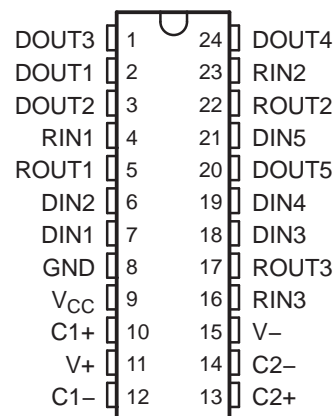 DOUT3 1 24 DOUT4
DOUT1 2 23 RIN2
DOUT2 3 22 ROUT2
RIN1 4 21 DIN5
ROUT1 5 20 DOUT5
DIN2 6 19 DIN4
DIN1 7 18 DIN3
GND 8 17 ROUT3
VCC 9 16 RIN3
C1+ 10 15 V−
V+ 11 14 C2−
C1− 12 13 C2+